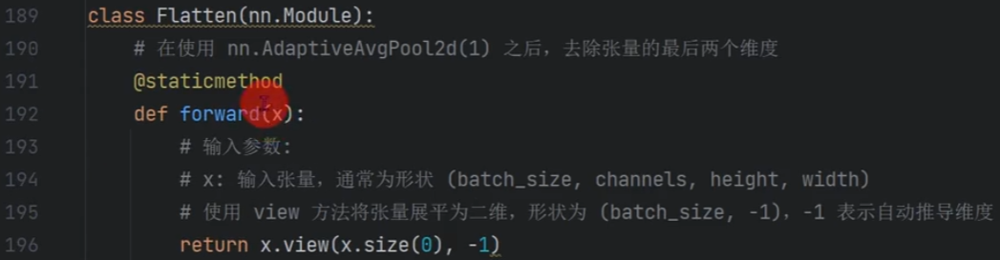 189 class Flatten(nn.Module):
190 # 在使用 nn.AdaptiveAvgPool2d(1) 之后，去除张量的最后两个维度
191 @staticmethod
192 def forward(x):
193 # 输入参数:
194 # x: 输入张量，通常为形状 (batch_size, channels, height, width)
195 # 使用 view 方法将张量展平为二维，形状为 (batch_size, -1)，-1 表示自动推导维度
196 return x.view(x.size(0), -1)